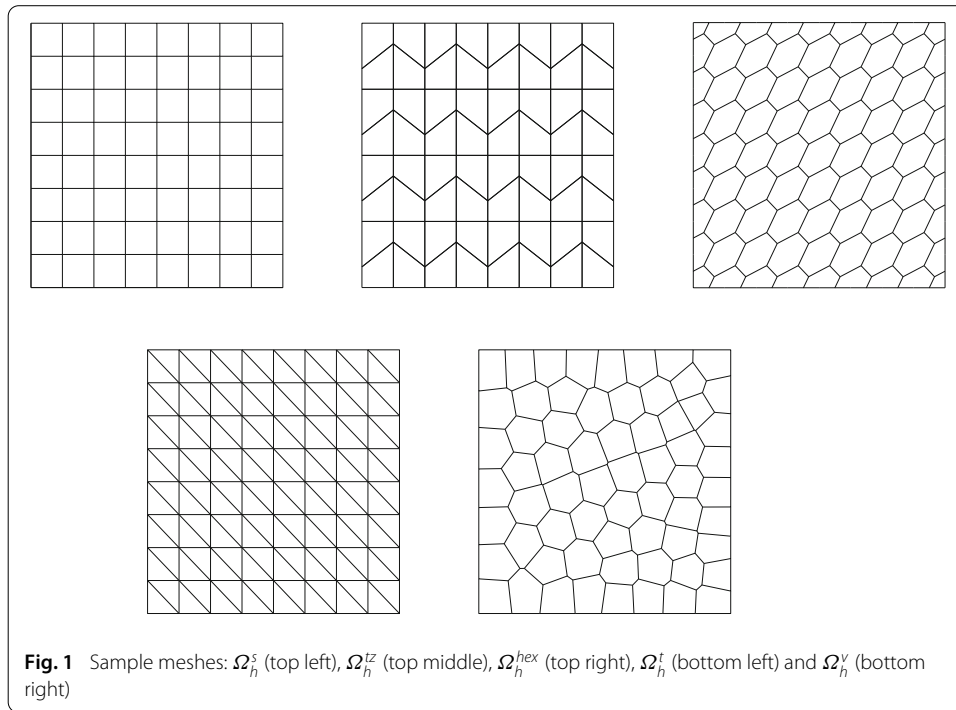 Fig. 1 Sample meshes: Ω_h^s (top left), Ω_h^{tz} (top middle), Ω_h^{hex} (top right), Ω_h^t (bottom left) and Ω_h^v (bottom
right)